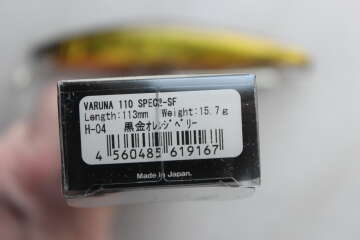 VARUNA 110 SPEC2-SF
Length:113mm Weight:15.7g
H-04 黒金ｵﾚﾝｼﾞﾍﾞﾘｰ
4 560485 619167
Made in Japan.